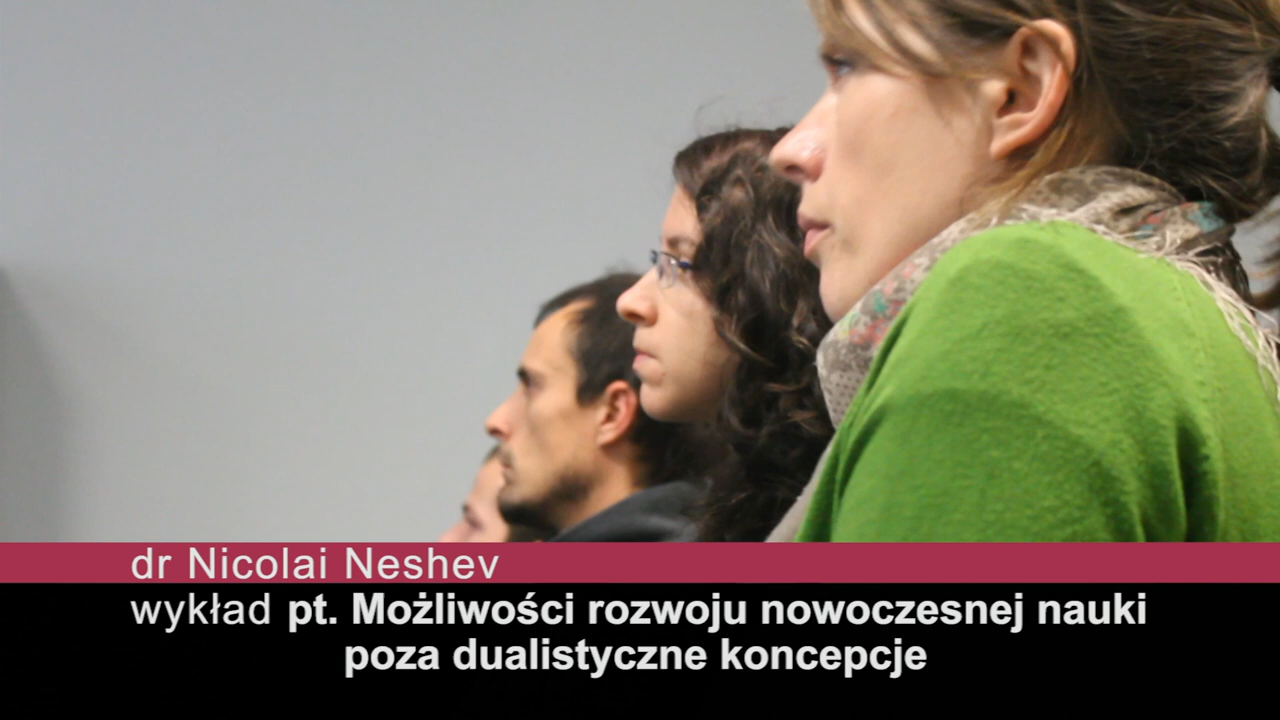 dr Nicolai Neshev
wykład pt. Możliwości rozwoju nowoczesnej nauki
poza dualistyczne koncepcje